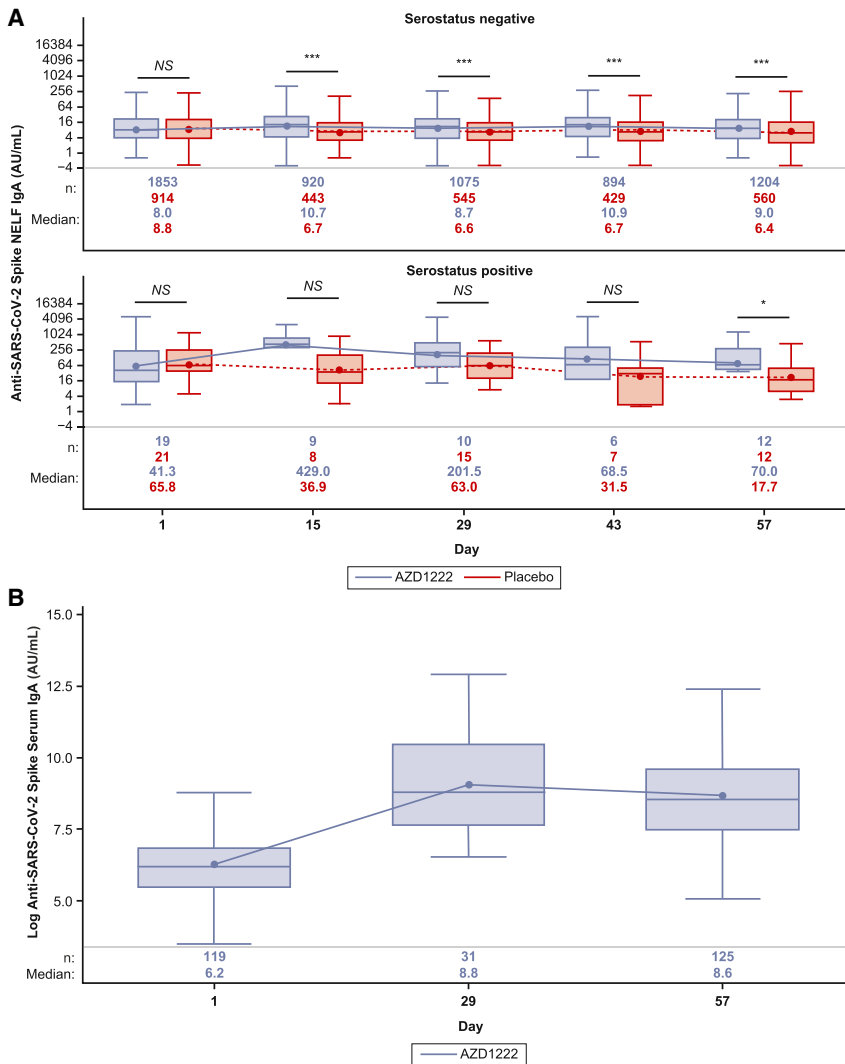 A
Serostatus negative
Anti-SARS-CoV-2 Spike NELF IgA (AU/mL)
16384
4096
1024
256
64
16
4
1
−4
NS *** *** *** ***
n: 1853 920 1075 894 1204
914 443 545 429 560
Median: 8.0 10.7 8.7 10.9 9.0
8.8 6.7 6.6 6.7 6.4
Serostatus positive
16384
4096
1024
256
64
16
4
1
−4
NS NS NS NS *
n: 19 9 10 6 12
21 8 15 7 12
Median: 41.3 429.0 201.5 68.5 70.0
65.8 36.9 63.0 31.5 17.7
1 15 29 43 57
Day
AZD1222 Placebo
B
Log Anti-SARS-CoV-2 Spike Serum IgA (AU/mL)
15.0
12.5
10.0
7.5
5.0
n: 119 31 125
Median: 6.2 8.8 8.6
1 29 57
Day
AZD1222